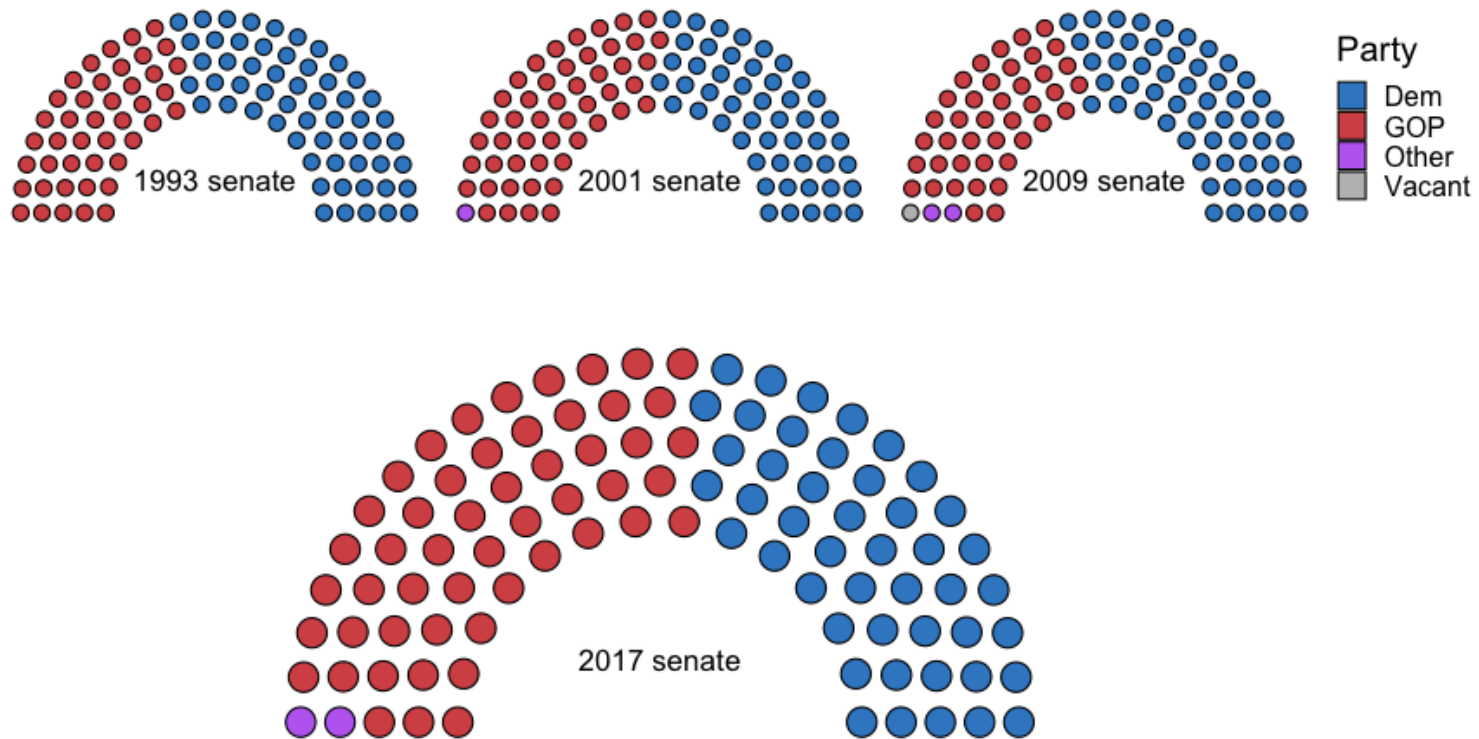 Party
Dem
GOP
Other
Vacant
1993 senate
2001 senate
2009 senate
2017 senate